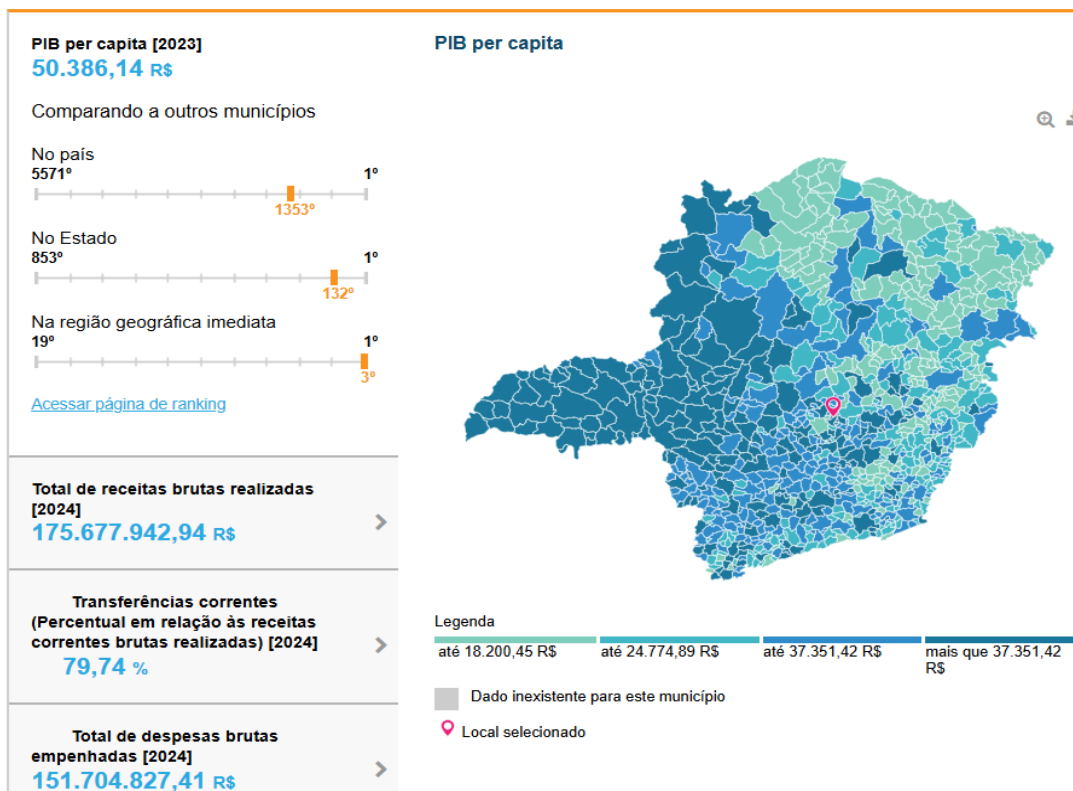 PIB per capita [2023]
50.386,14 R$
Comparando a outros municípios
No país
5571º 1º
1353º
No Estado
853º 1º
132º
Na região geográfica imediata
19º 1º
3º
Acessar página de ranking
Total de receitas brutas realizadas
[2024]
175.677.942,94 R$
Transferências correntes
(Percentual em relação às receitas
correntes brutas realizadas) [2024]
79,74 %
Total de despesas brutas
empenhadas [2024]
151.704.827,41 R$
PIB per capita
Legenda
até 18.200,45 R$ até 24.774,89 R$ até 37.351,42 R$ mais que 37.351,42
R$
Dado inexistente para este município
Local selecionado